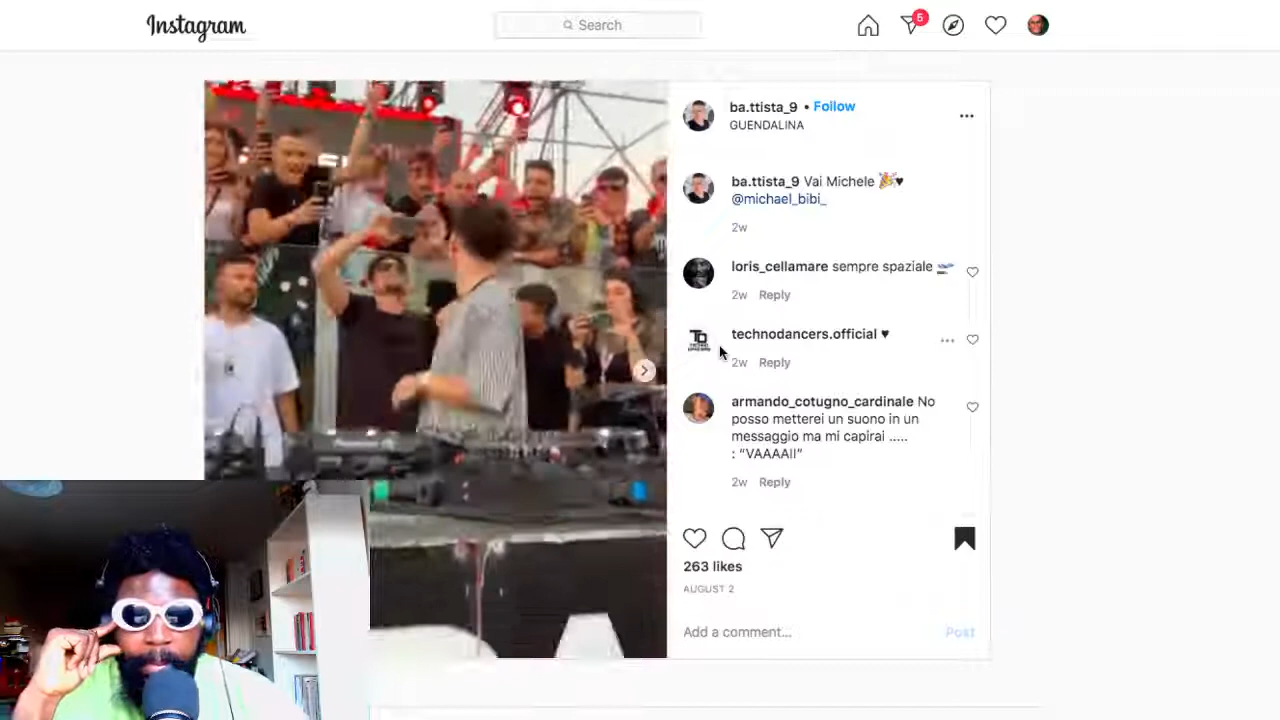 Instagram
Search
5
ba.ttista_9 • Follow
GUENDALINA
ba.ttista_9 Vai Michele 🎉♥
@michael_bibi_
2w
loris_cellamare sempre spaziale 🛫
2w Reply
TD
technodancers.official ♥
2w Reply
armando_cotugno_cardinale No
posso metterei un suono in un
messaggio ma mi capirai .....
: “VAAAAII”
2w Reply
263 likes
AUGUST 2
Add a comment... Post